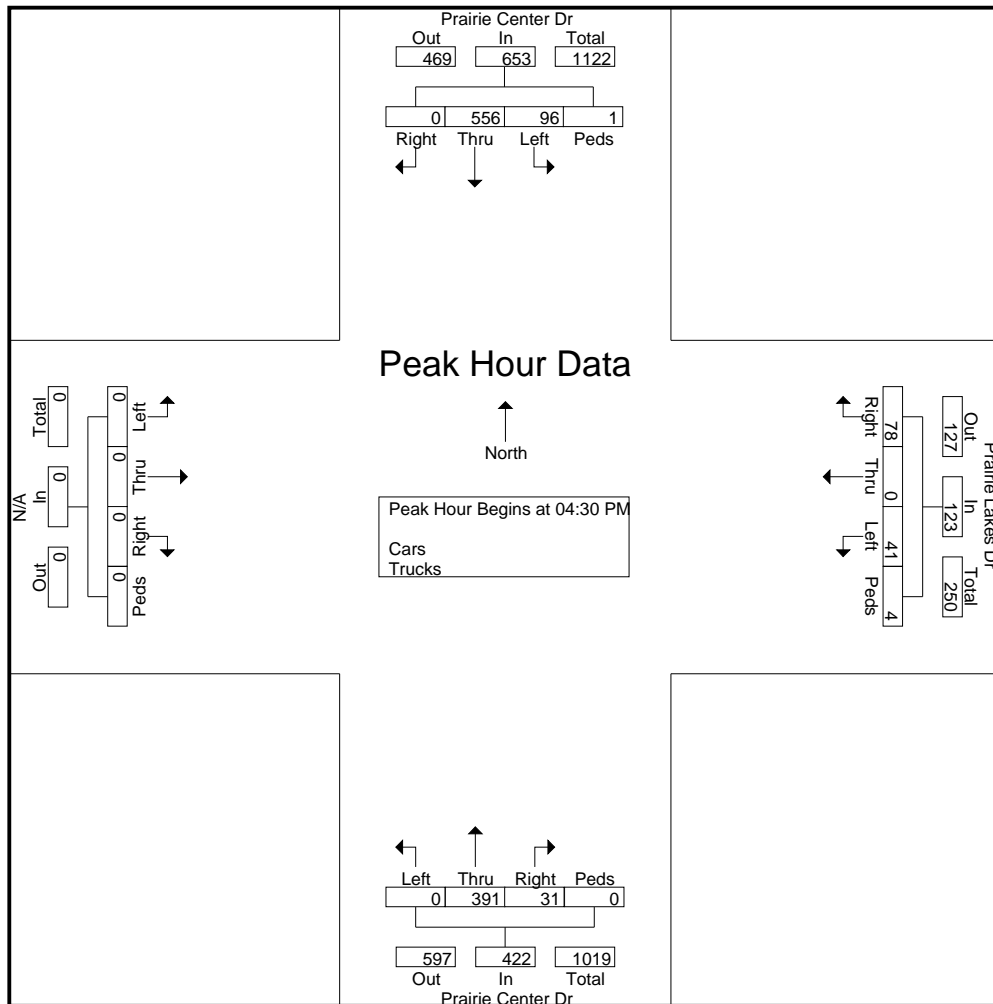 Prairie Center Dr
Out In Total
469 653 1122
0 556 96 1
Right Thru Left Peds
Peak Hour Data
North
Peak Hour Begins at 04:30 PM
Cars
Trucks
N/A
Out In Total
0 0 0
0 0 0 0
Peds Right Thru Left
Prairie Lakes Dr
Out In Total
127 123 250
78 0 41 4
Right Thru Left Peds
Left Thru Right Peds
0 391 31 0
597 422 1019
Out In Total
Prairie Center Dr